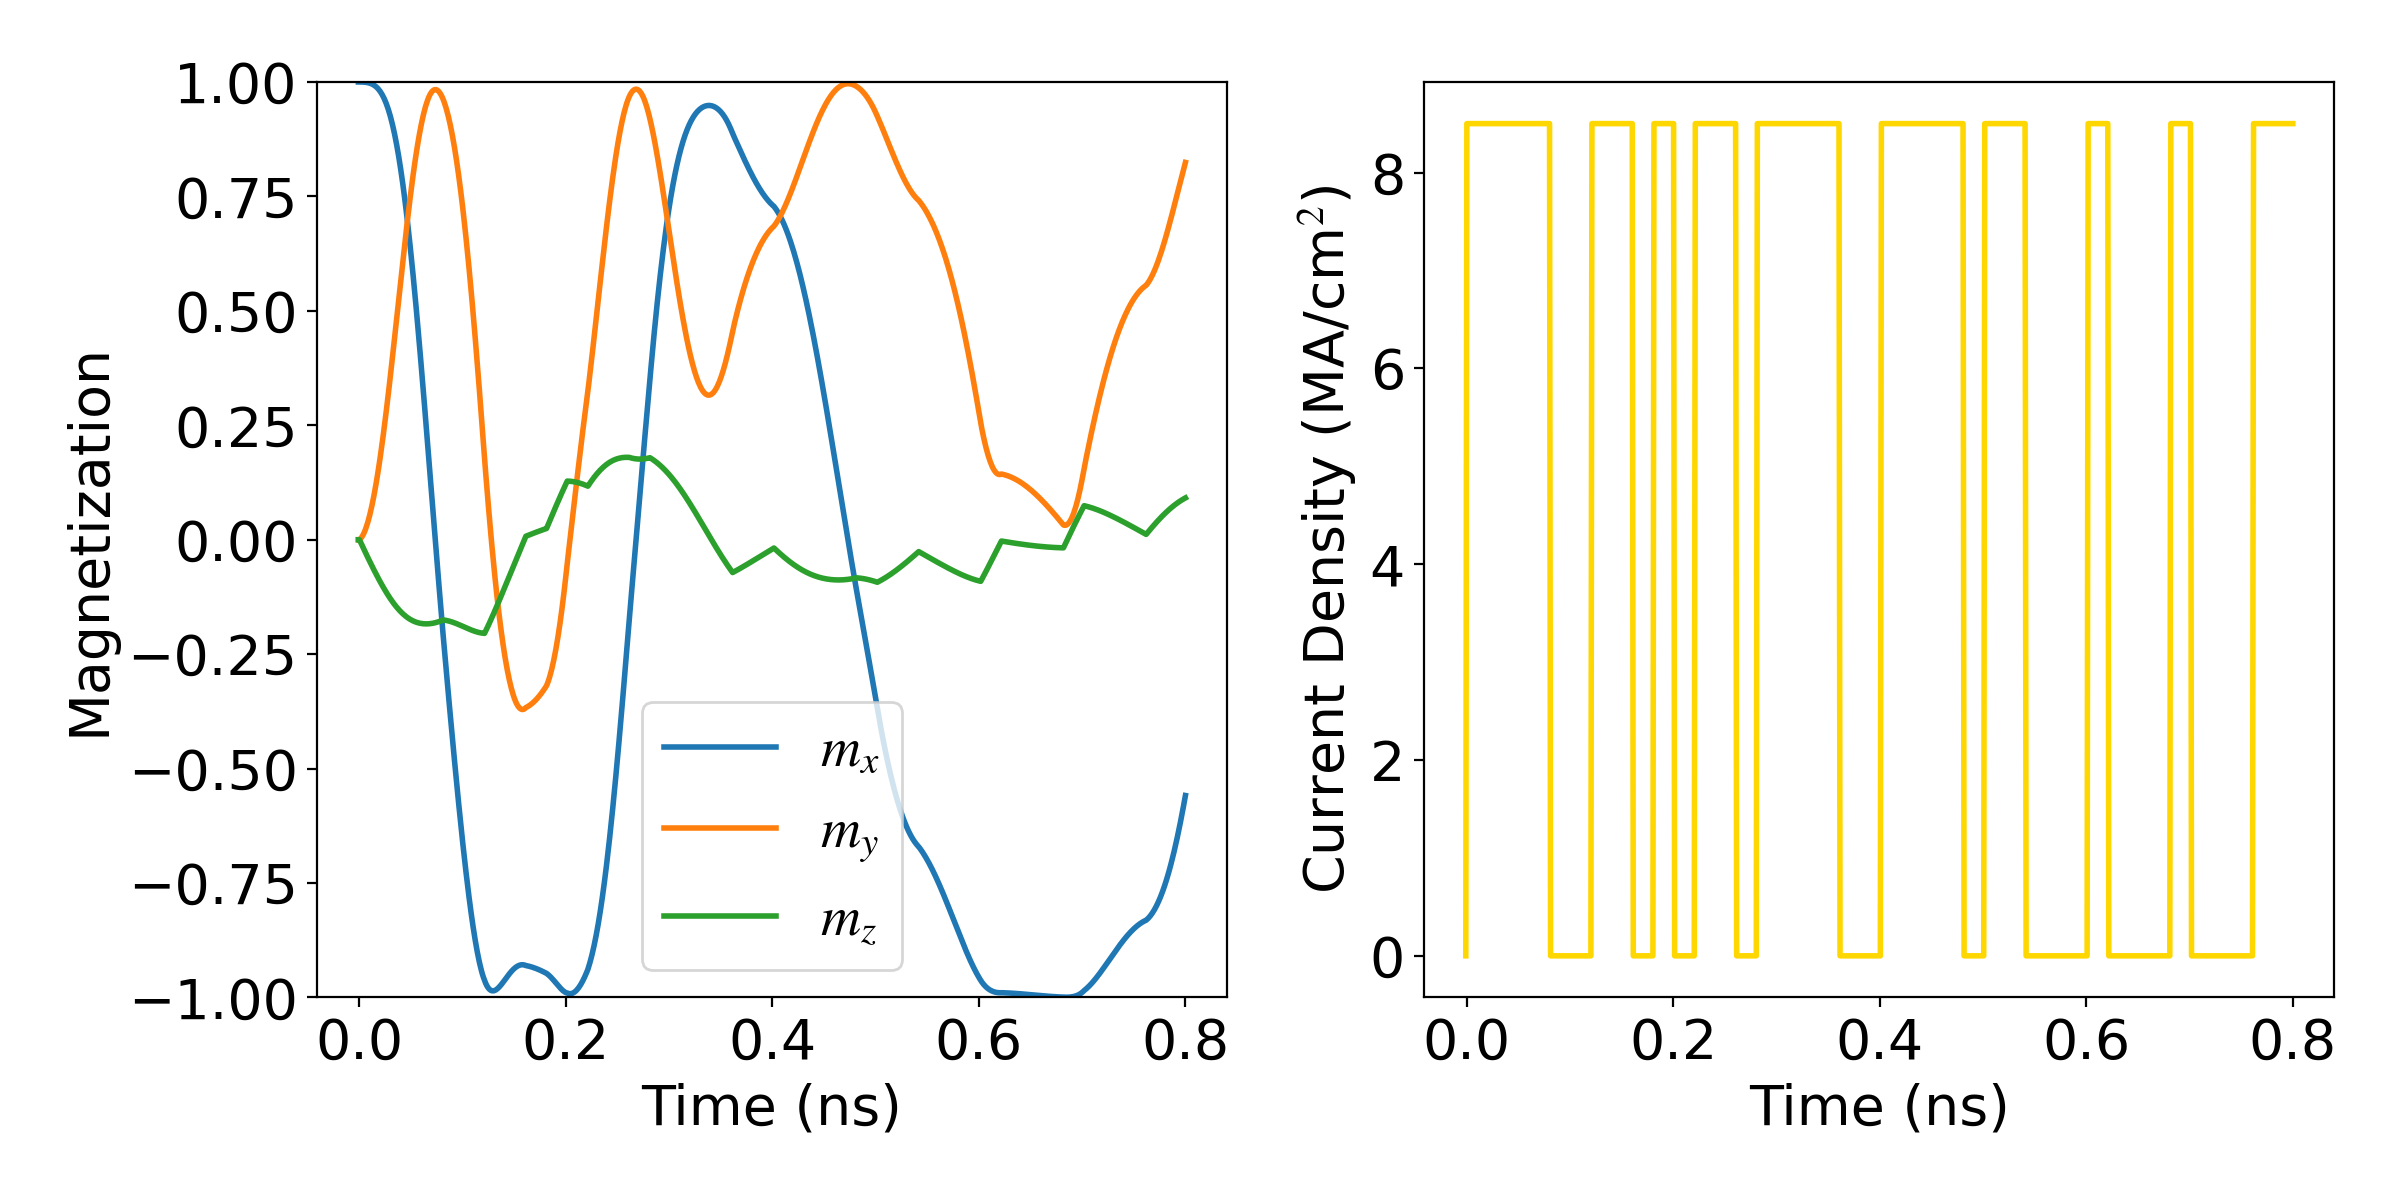 Magnetization
1.00
0.75
0.50
0.25
0.00
−0.25
−0.50
−0.75
−1.00
0.0 0.2 0.4 0.6 0.8
Time (ns)
mₓ
m_y
m_z
Current Density (MA/cm²)
8
6
4
2
0
0.0 0.2 0.4 0.6 0.8
Time (ns)